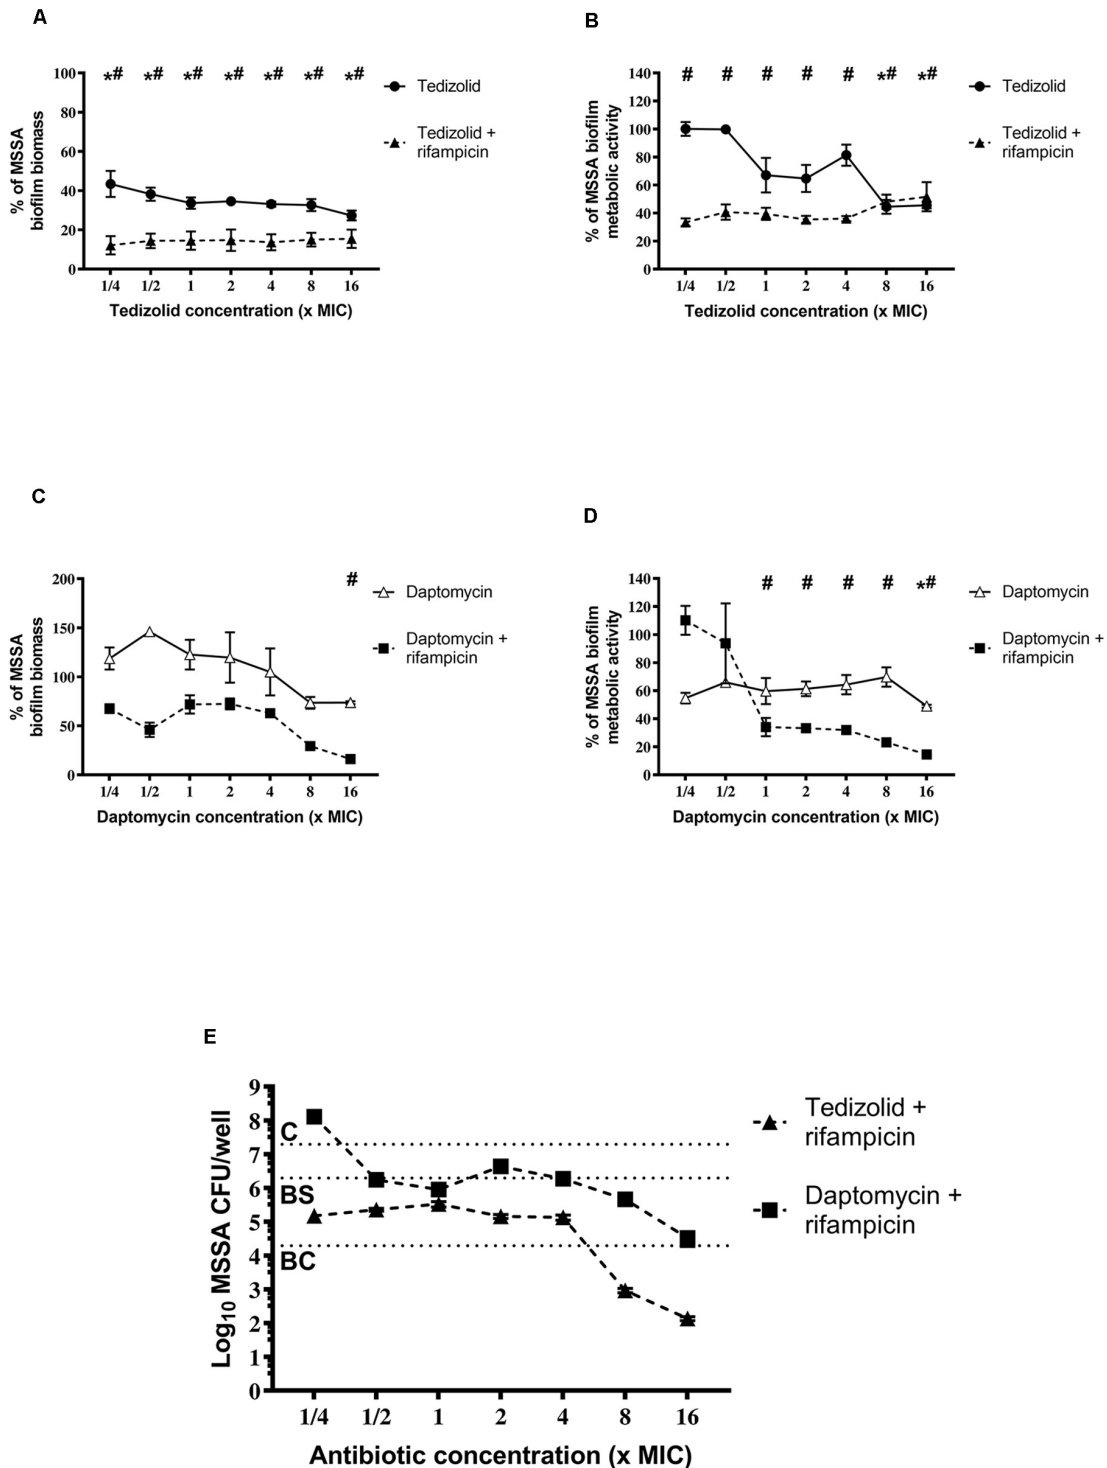 A
*# *# *# *# *# *# *#
100
80
60
40
20
0
% of MSSA
biofilm biomass
1/4 1/2 1 2 4 8 16
Tedizolid concentration (x MIC)
Tedizolid
Tedizolid +
rifampicin
B
# # # # # *# *#
140
120
100
80
60
40
20
0
% of MSSA biofilm
metabolic activity
1/4 1/2 1 2 4 8 16
Tedizolid concentration (x MIC)
Tedizolid
Tedizolid +
rifampicin
C
#
200
150
100
50
0
% of MSSA
biofilm biomass
1/4 1/2 1 2 4 8 16
Daptomycin concentration (x MIC)
Daptomycin
Daptomycin +
rifampicin
D
# # # # *#
140
120
100
80
60
40
20
0
% of MSSA biofilm
metabolic activity
1/4 1/2 1 2 4 8 16
Daptomycin concentration (x MIC)
Daptomycin
Daptomycin +
rifampicin
E
9
8
7
6
5
4
3
2
1
0
Log10 MSSA CFU/well
C
BS
BC
1/4 1/2 1 2 4 8 16
Antibiotic concentration (x MIC)
Tedizolid +
rifampicin
Daptomycin +
rifampicin